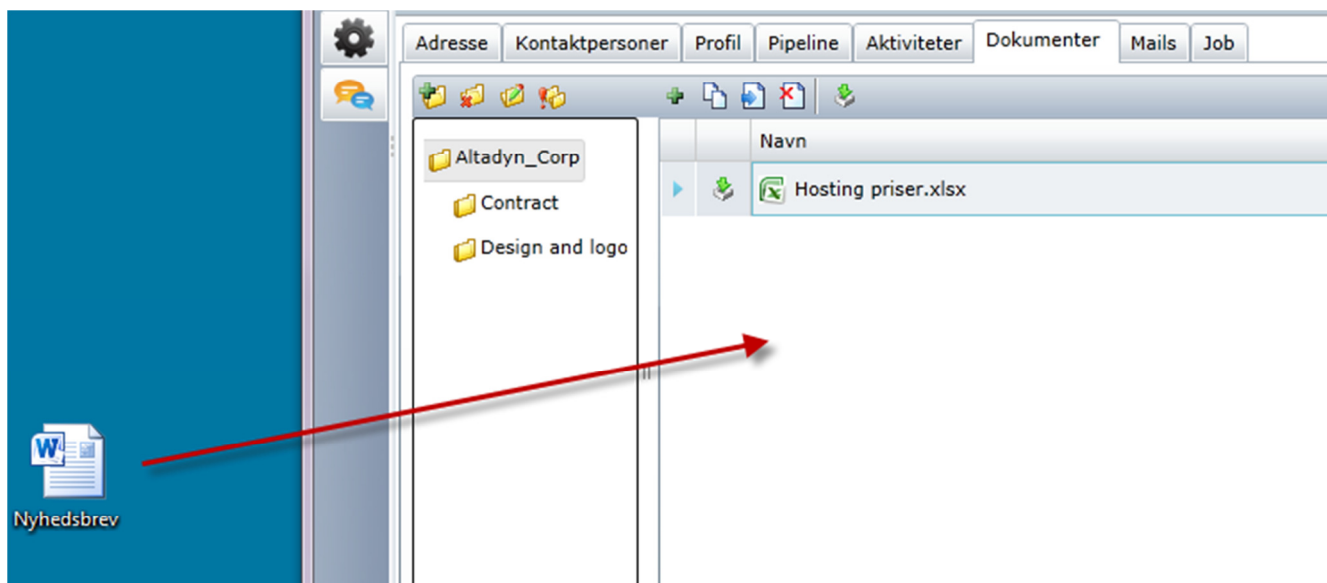 Adresse Kontaktpersoner Profil Pipeline Aktiviteter Dokumenter Mails Job
Navn
Altadyn_Corp
Hosting priser.xlsx
Contract
Design and logo
Nyhedsbrev